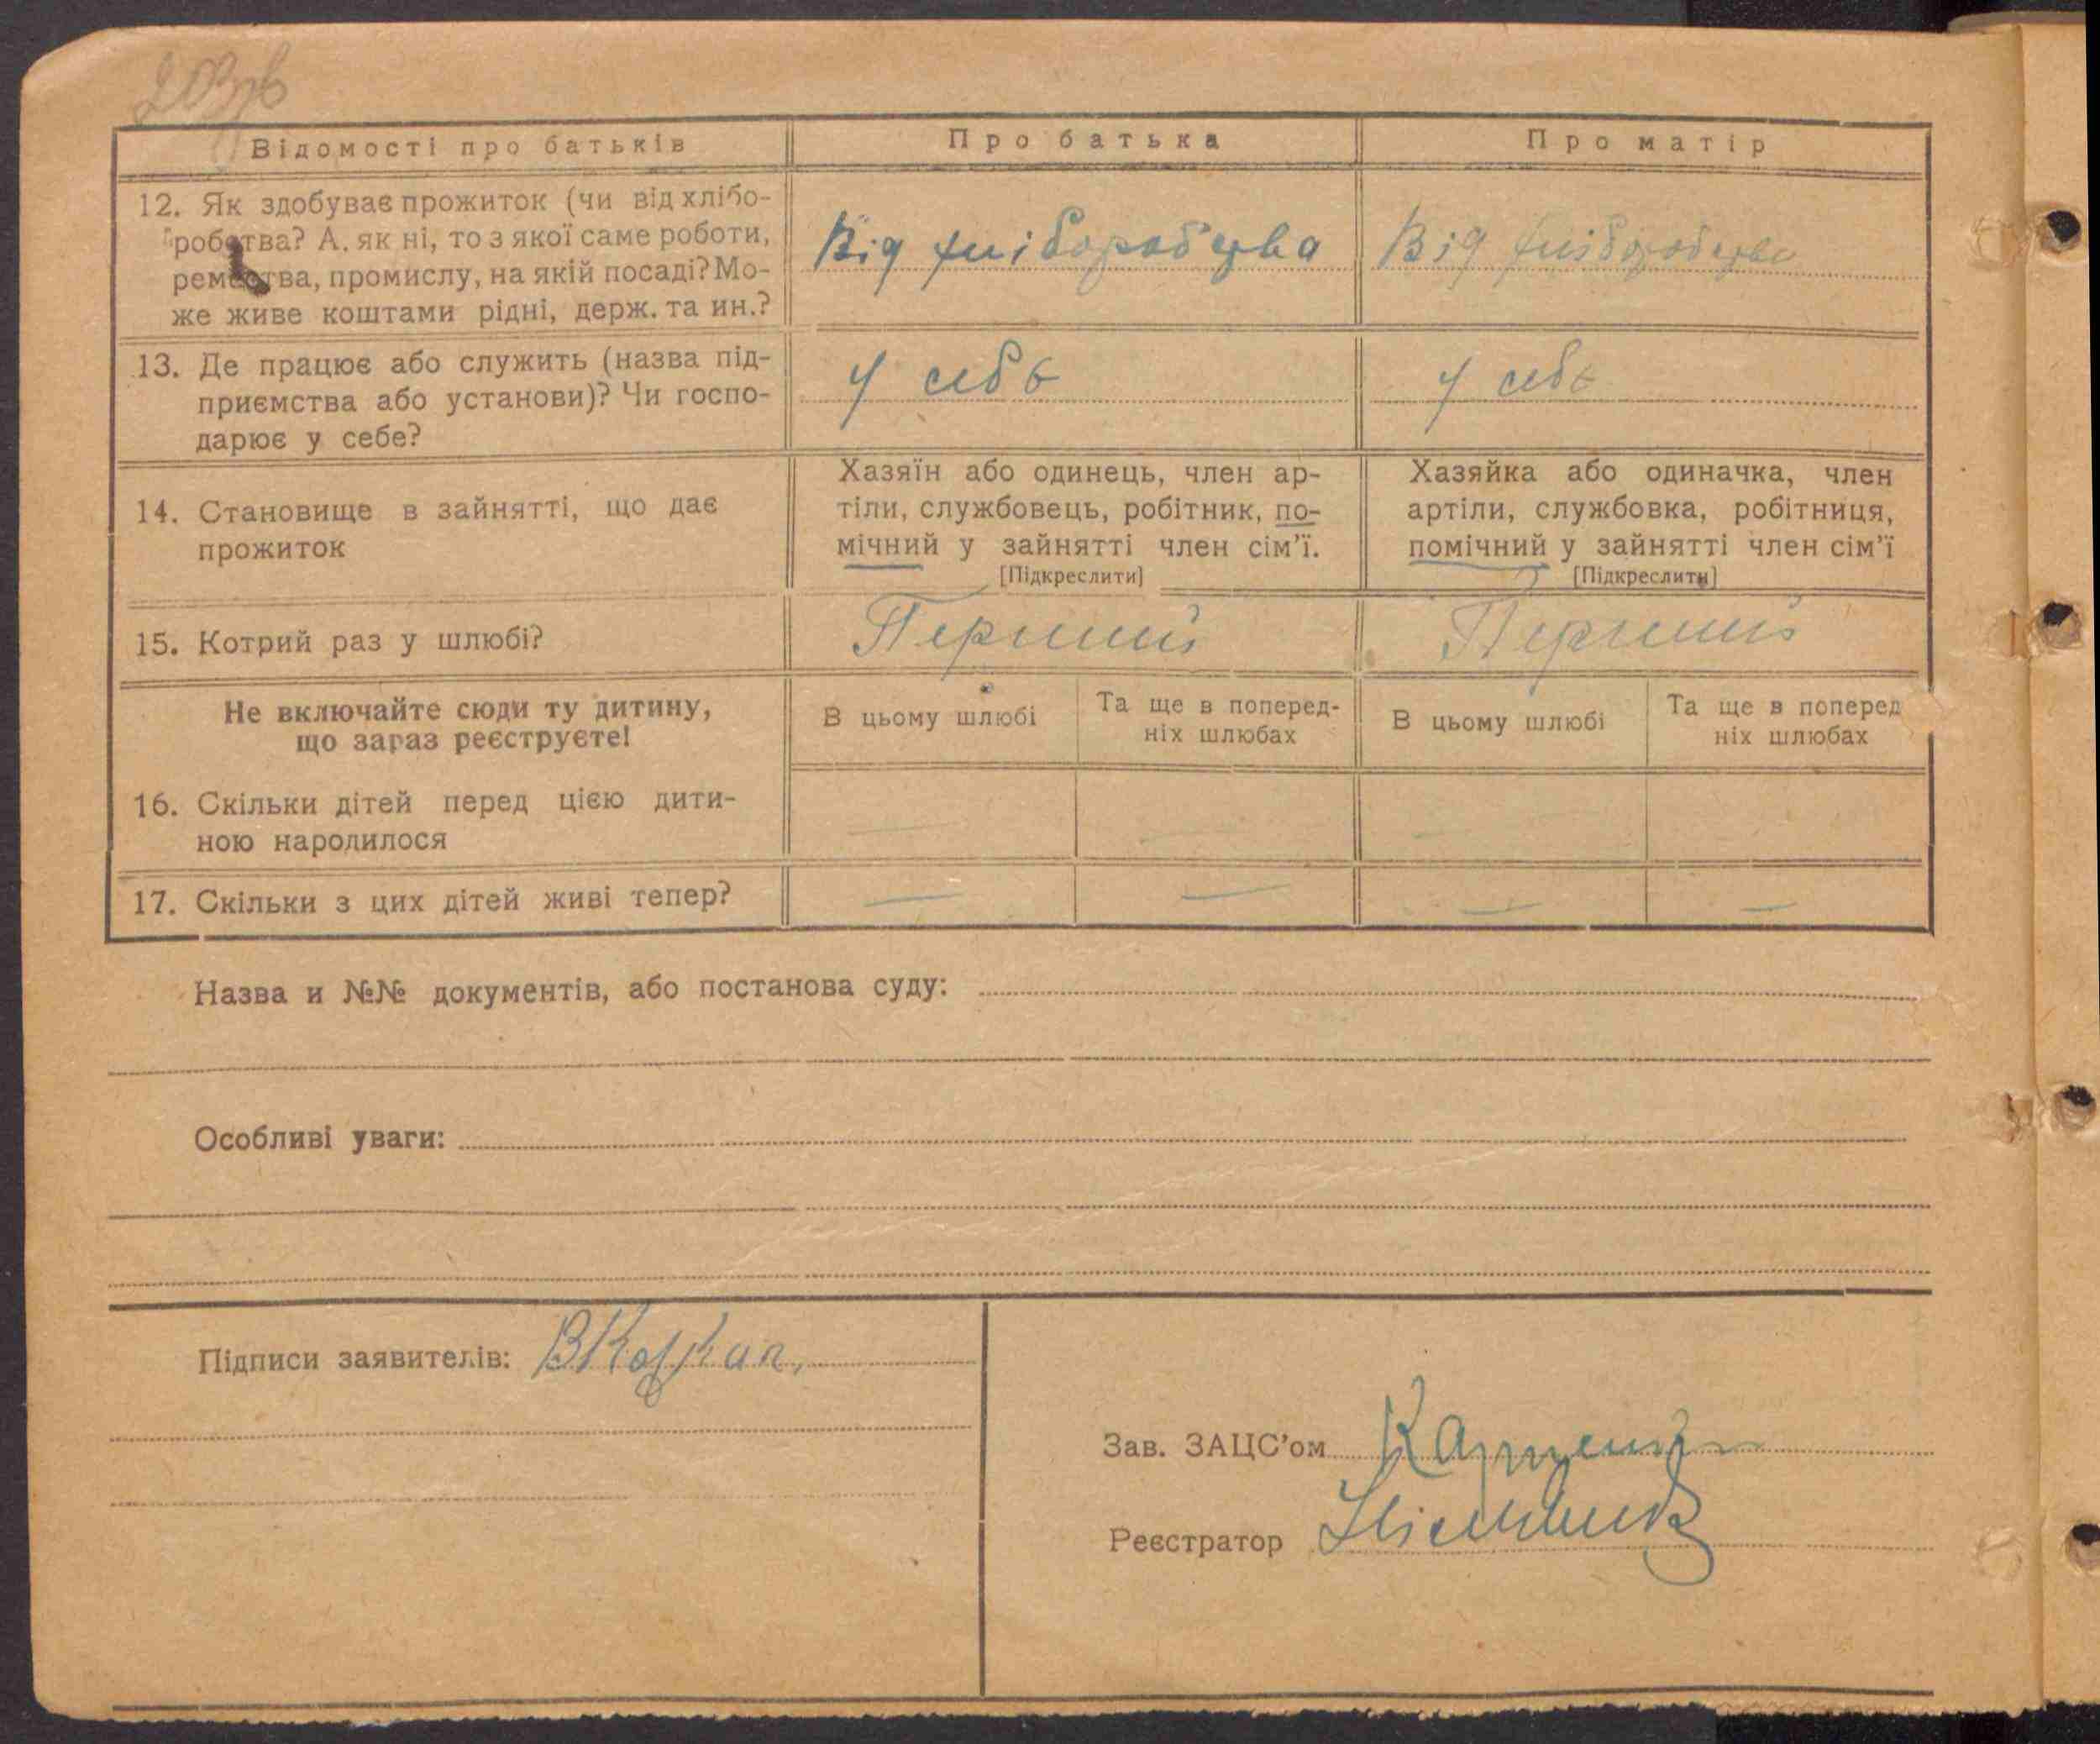 203зв
Відомості про батьків
Про батька
Про матір
12. Як здобуває прожиток (чи від хлібо-
робства? А. як ні, то з якої саме роботи,
ремества, промислу, на якій посаді? Мо-
же живе коштами рідні, держ. та ин.?
Від хліборобства
Від хліборобства
13. Де працює або служить (назва під-
приємства або установи)? Чи госпо-
дарює у себе?
У себе
У себе
14. Становище в зайнятті, що дає
прожиток
Хазяїн або одинець, член ар-
тіли, службовець, робітник, по-
мічний у зайнятті член сім’ї.
[Підкреслити]
Хазяйка або одиначка, член
артіли, службовка, робітниця,
помічний у зайнятті член сім’ї
[Підкреслити]
15. Котрий раз у шлюбі?
Перший
Перший
Не включайте сюди ту дитину,
що зараз реєструєте!
В цьому шлюбі
Та ще в поперед-
ніх шлюбах
В цьому шлюбі
Та ще в поперед
ніх шлюбах
16. Скільки дітей перед цією дити-
ною народилося
17. Скільки з цих дітей живі тепер?
Назва и №№ документів, або постанова суду:
Особливі уваги:
Підписи заявителів:
Зав. ЗАЦС’ом
Реєстратор